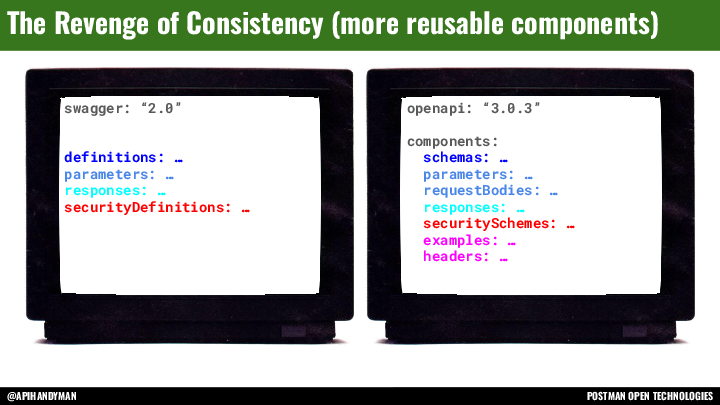 The Revenge of Consistency (more reusable components)
swagger: “2.0”
definitions: …
parameters: …
responses: …
securityDefinitions: …
openapi: “3.0.3”
components:
schemas: …
parameters: …
requestBodies: …
responses: …
securitySchemes: …
examples: …
headers: …
@APIHANDYMAN
POSTMAN OPEN TECHNOLOGIES